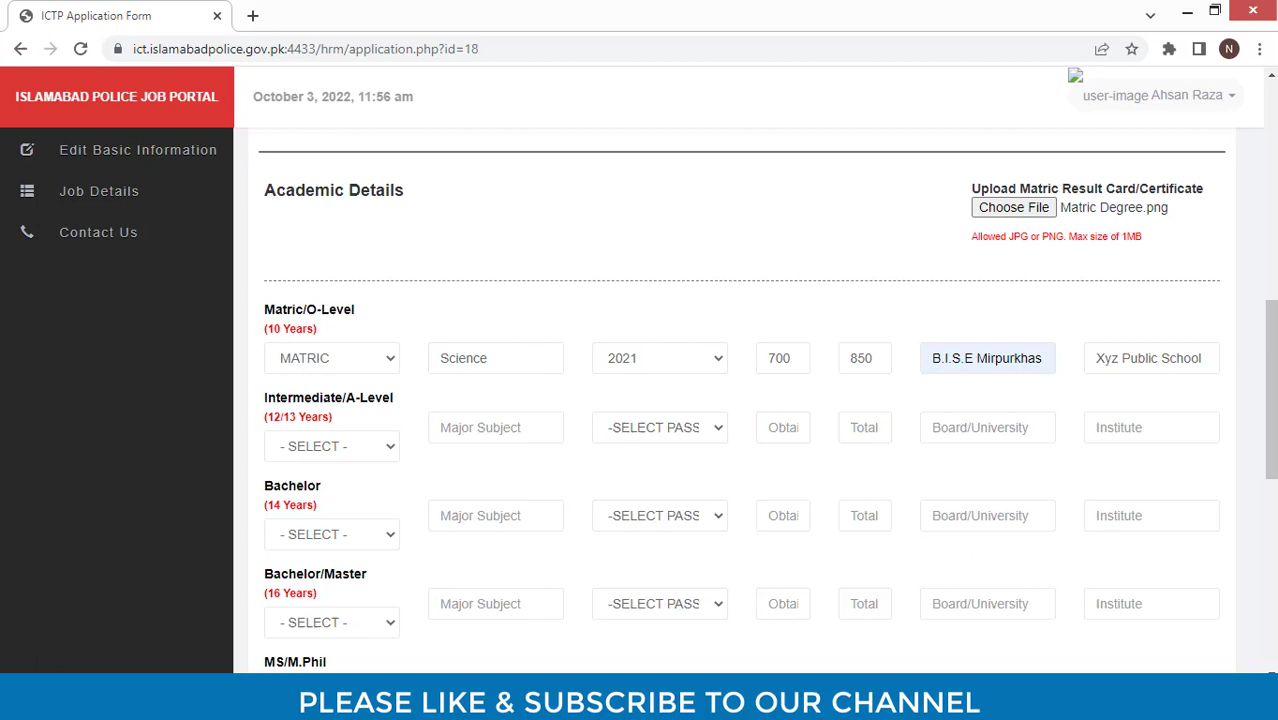 ICTP Application Form
ict.islamabadpolice.gov.pk:4433/hrm/application.php?id=18
N
ISLAMABAD POLICE JOB PORTAL
October 3, 2022, 11:56 am
user-image Ahsan Raza
Edit Basic Information
Job Details
Contact Us
Academic Details
Upload Matric Result Card/Certificate
Choose File Matric Degree.png
Allowed JPG or PNG. Max size of 1MB
Matric/O-Level
(10 Years)
MATRIC Science 2021 700 850 B.I.S.E Mirpurkhas Xyz Public School
Intermediate/A-Level
(12/13 Years)
- SELECT - Major Subject -SELECT PASS Obtai Total Board/University Institute
Bachelor
(14 Years)
- SELECT - Major Subject -SELECT PASS Obtai Total Board/University Institute
Bachelor/Master
(16 Years)
- SELECT - Major Subject -SELECT PASS Obtai Total Board/University Institute
MS/M.Phil
PLEASE LIKE & SUBSCRIBE TO OUR CHANNEL